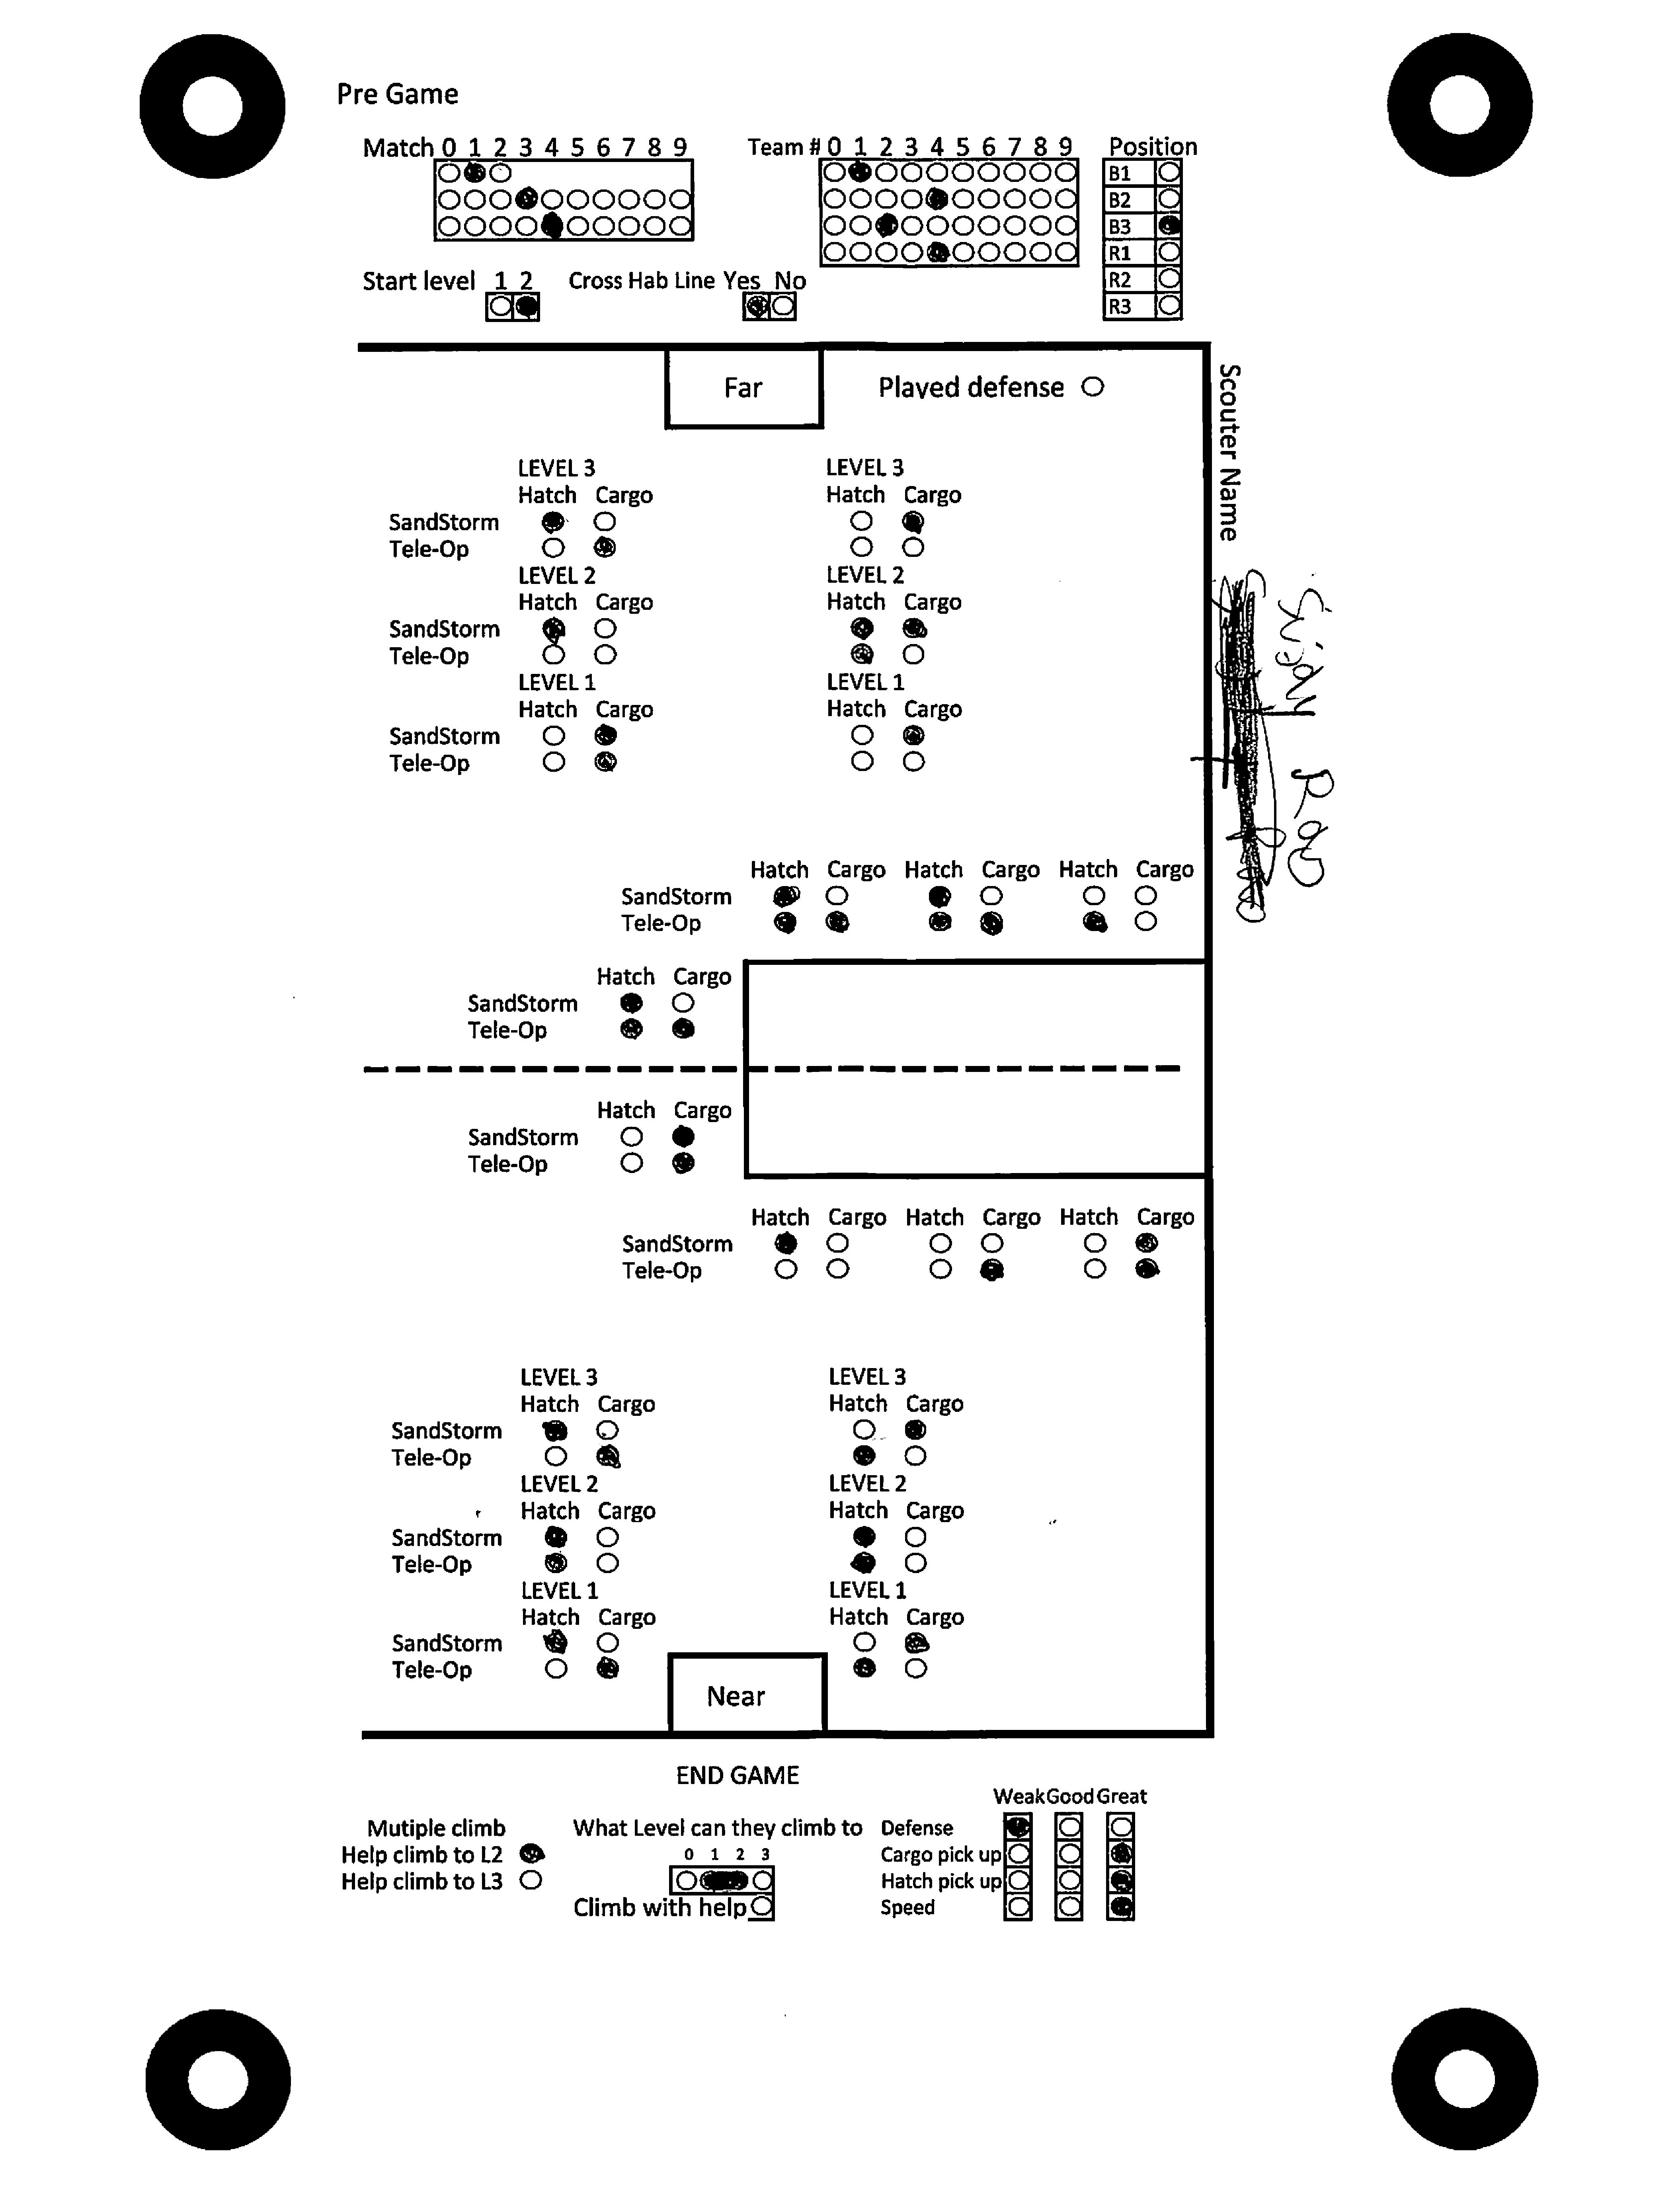 Pre Game
Match 0 1 2 3 4 5 6 7 8 9
Team # 0 1 2 3 4 5 6 7 8 9
Position
B1
B2
B3
R1
R2
R3
Start level 1 2
Cross Hab Line Yes No
Far
Played defense
Scouter Name
Rao
LEVEL 3 LEVEL 3
Hatch Cargo Hatch Cargo
SandStorm
Tele-Op
LEVEL 2 LEVEL 2
Hatch Cargo Hatch Cargo
SandStorm
Tele-Op
LEVEL 1 LEVEL 1
Hatch Cargo Hatch Cargo
SandStorm
Tele-Op
Hatch Cargo Hatch Cargo Hatch Cargo
SandStorm
Tele-Op
Hatch Cargo
SandStorm
Tele-Op
Hatch Cargo
SandStorm
Tele-Op
Hatch Cargo Hatch Cargo Hatch Cargo
SandStorm
Tele-Op
LEVEL 3 LEVEL 3
Hatch Cargo Hatch Cargo
SandStorm
Tele-Op
LEVEL 2 LEVEL 2
Hatch Cargo Hatch Cargo
SandStorm
Tele-Op
LEVEL 1 LEVEL 1
Hatch Cargo Hatch Cargo
SandStorm
Tele-Op
Near
END GAME
Mutiple climb
Help climb to L2
Help climb to L3
What Level can they climb to
0 1 2 3
Climb with help
Weak Good Great
Defense
Cargo pick up
Hatch pick up
Speed